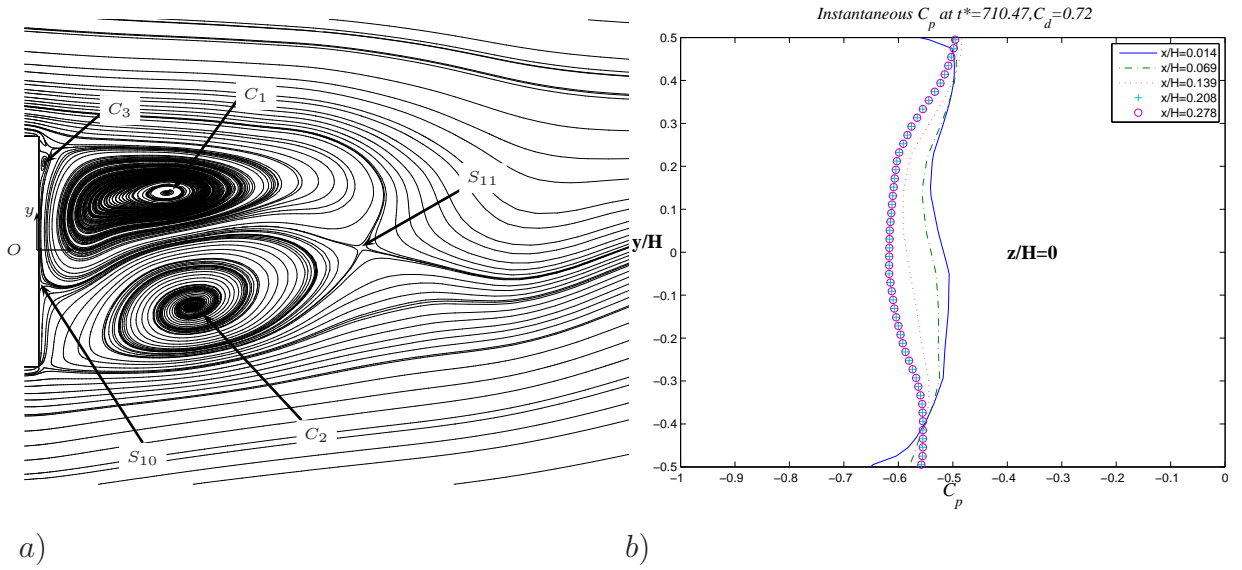 C₃
C₁
S₁₁
y
O
S₁₀
C₂
a)
Instantaneous C_p at t*=710.47,C_d=0.72
0.5
0.4
0.3
0.2
0.1
0
−0.1
−0.2
−0.3
−0.4
−0.5
y/H
x/H=0.014
x/H=0.069
x/H=0.139
x/H=0.208
x/H=0.278
z/H=0
−1 −0.9 −0.8 −0.7 −0.6 −0.5 −0.4 −0.3 −0.2 −0.1 0
C_p
b)